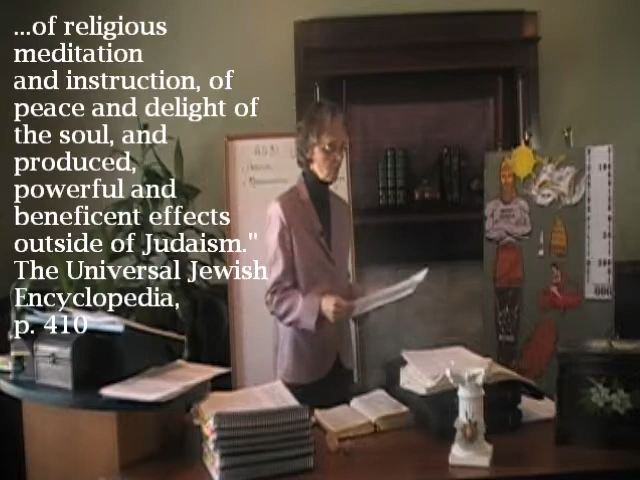 ...of religious
meditation
and instruction, of
peace and delight of
the soul, and
produced,
powerful and
beneficent effects
outside of Judaism."
The Universal Jewish
Encyclopedia,
p. 410